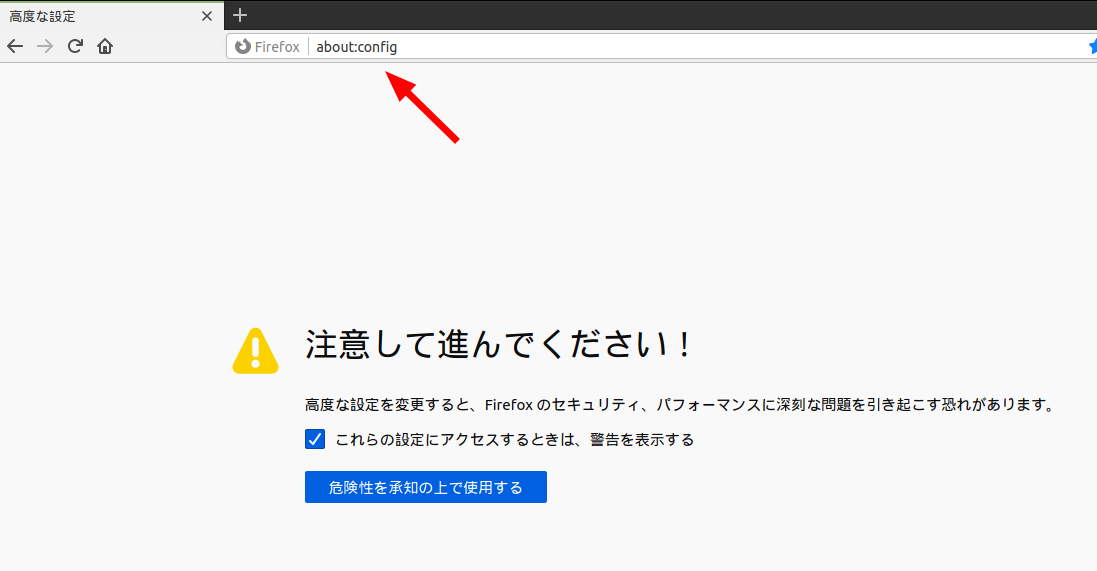 高度な設定
Firefox about:config
注意して進んでください！
高度な設定を変更すると、Firefox のセキュリティ、パフォーマンスに深刻な問題を引き起こす恐れがあります。
これらの設定にアクセスするときは、警告を表示する
危険性を承知の上で使用する